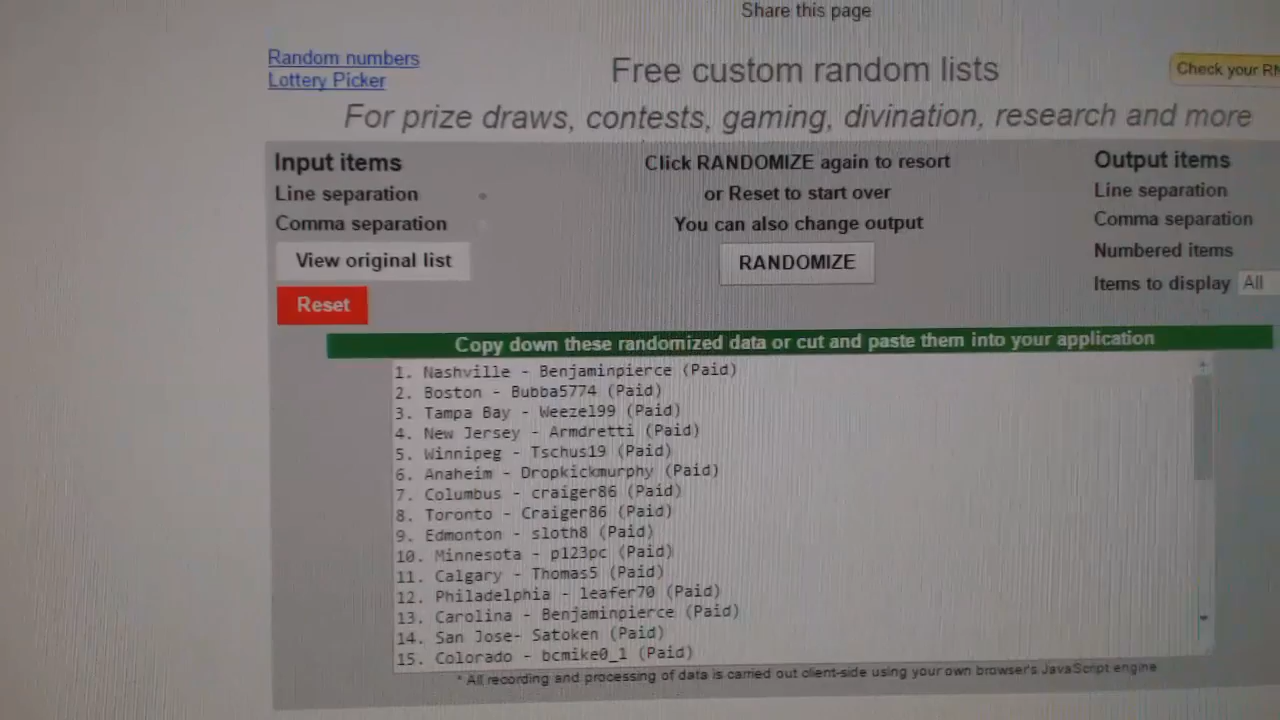 Share this page
Random numbers
Lottery Picker
Free custom random lists
Check your
For prize draws, contests, gaming, divination, research and more
Input items
Line separation
Comma separation
View original list
Reset
Click RANDOMIZE again to resort
or Reset to start over
You can also change output
RANDOMIZE
Output items
Line separation
Comma separation
Numbered items
Items to display All
Copy down these randomized data or cut and paste them into your application
1. Nashville - Benjaminpierce (Paid)
2. Boston - Bubba5774 (Paid)
3. Tampa Bay - Weezel99 (Paid)
4. New Jersey - Armdretti (Paid)
5. Winnipeg - Tschus19 (Paid)
6. Anaheim - Dropkickmurphy (Paid)
7. Columbus - craiger86 (Paid)
8. Toronto - Craiger86 (Paid)
9. Edmonton - sloth8 (Paid)
10. Minnesota - p123pc (Paid)
11. Calgary - Thomas5 (Paid)
12. Philadelphia - leafer70 (Paid)
13. Carolina - Benjaminpierce (Paid)
14. San Jose- Satoken (Paid)
15. Colorado - bcmike0_1 (Paid)
* All recording and processing of data is carried out client-side using your own browser's JavaScript engine